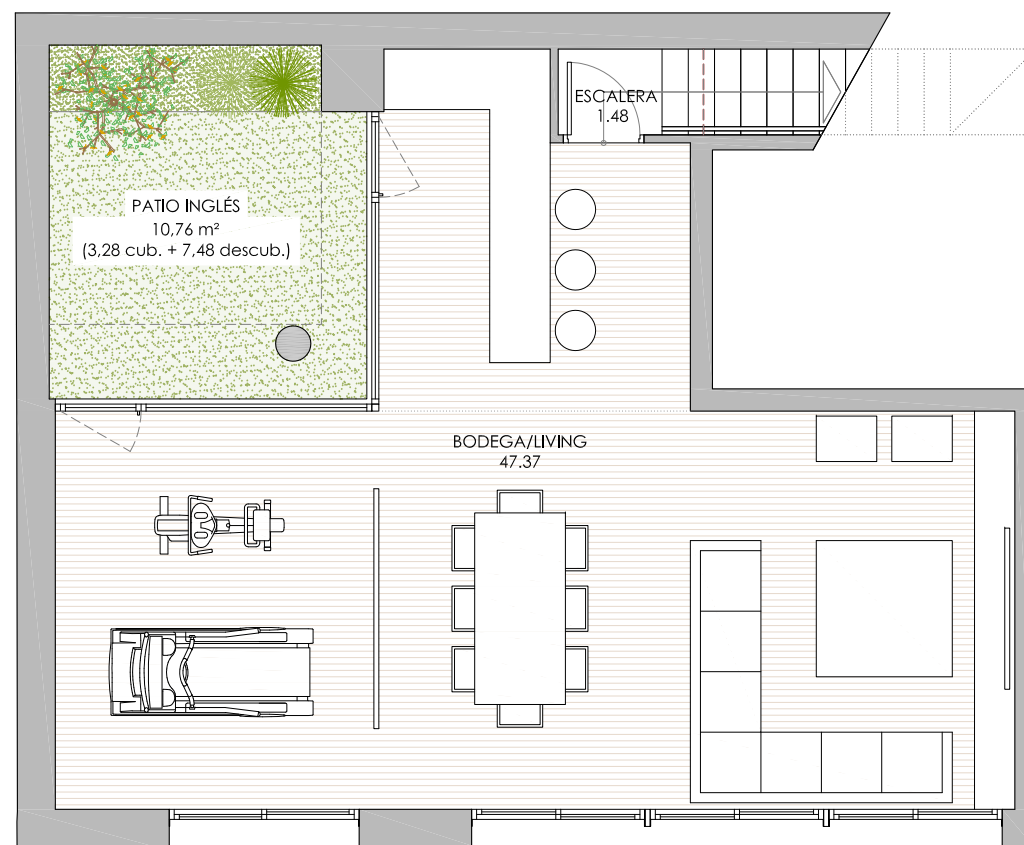 ESCALERA
1.48
PATIO INGLÉS
10,76 m²
(3,28 cub. + 7,48 descub.)
BODEGA/LIVING
47.37